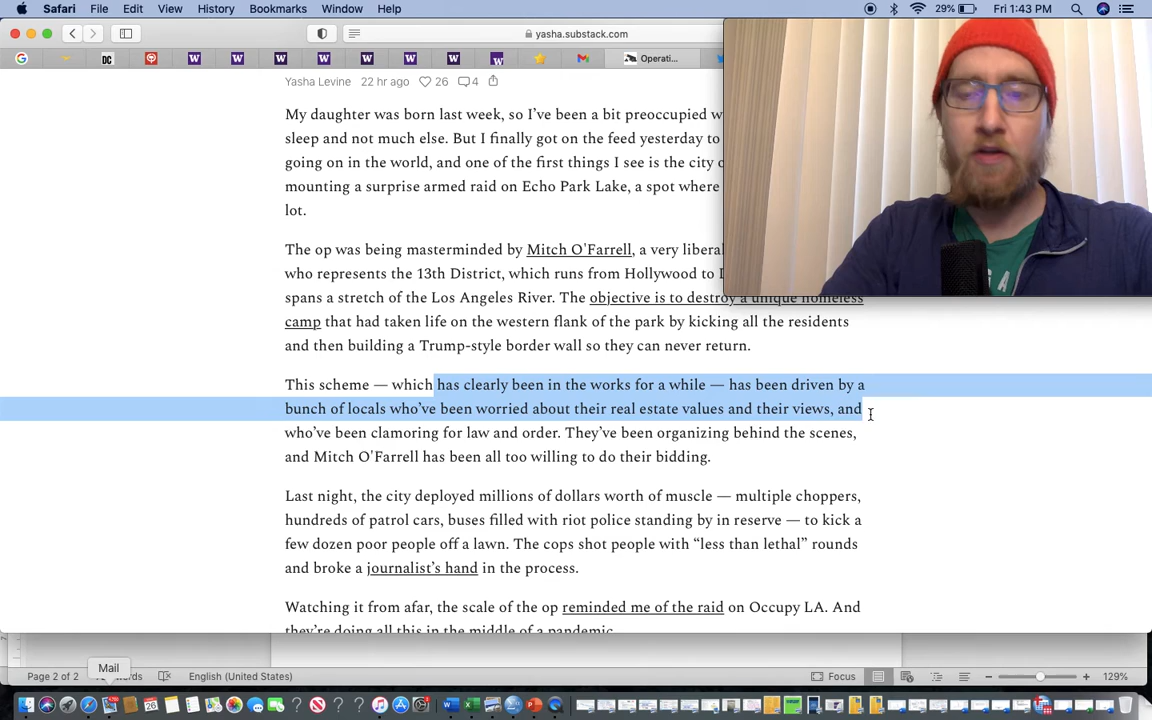 Safari File Edit View History Bookmarks Window Help 29% Fri 1:43 PM
yasha.substack.com
G DC W W W W W W W W Operati...
Yasha Levine 22 hr ago 26 4
My daughter was born last week, so I've been a bit preoccupied
sleep and not much else. But I finally got on the feed yesterday to
going on in the world, and one of the first things I see is the city
mounting a surprise armed raid on Echo Park Lake, a spot where
lot.
The op was being masterminded by Mitch O'Farrell, a very liberal
who represents the 13th District, which runs from Hollywood to
spans a stretch of the Los Angeles River. The objective is to destroy a unique homeless
camp that had taken life on the western flank of the park by kicking all the residents
and then building a Trump-style border wall so they can never return.
This scheme — which has clearly been in the works for a while — has been driven by a
bunch of locals who've been worried about their real estate values and their views, and
who've been clamoring for law and order. They've been organizing behind the scenes,
and Mitch O'Farrell has been all too willing to do their bidding.
Last night, the city deployed millions of dollars worth of muscle — multiple choppers,
hundreds of patrol cars, buses filled with riot police standing by in reserve — to kick a
few dozen poor people off a lawn. The cops shot people with “less than lethal” rounds
and broke a journalist's hand in the process.
Watching it from afar, the scale of the op reminded me of the raid on Occupy LA. And
they're doing all this in the middle of a pandemic.
Mail
Page 2 of 2 English (United States) Focus 129%